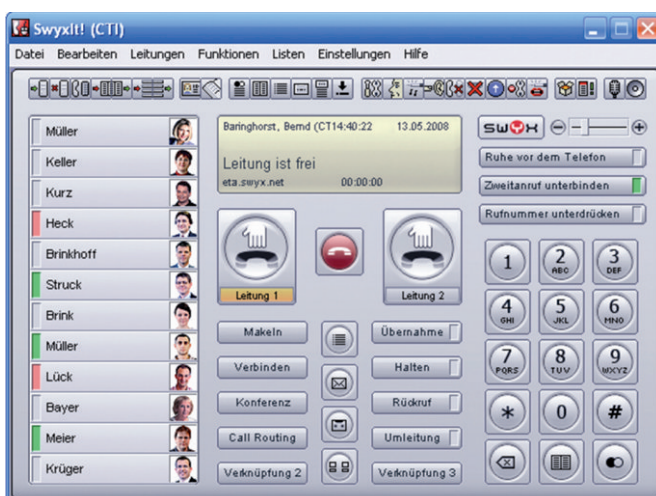 SwyxIt! (CTI)
Datei Bearbeiten Leitungen Funktionen Listen Einstellungen Hilfe
Müller
Keller
Kurz
Heck
Brinkhoff
Struck
Brink
Müller
Lück
Bayer
Meier
Krüger
Baringhorst, Bernd (CT14:40:22 13.05.2008
Leitung ist frei
eta.swyx.net 00:00:00
Leitung 1
Leitung 2
Makeln
Verbinden
Konferenz
Call Routing
Verknüpfung 2
Übernahme
Halten
Rückruf
Umleitung
Verknüpfung 3
swyx
Ruhe vor dem Telefon
Zweitanruf unterbinden
Rufnummer unterdrücken
1 2 3
ABC DEF
4 5 6
GHI JKL MNO
7 8 9
PQRS TUV WXYZ
* 0 #